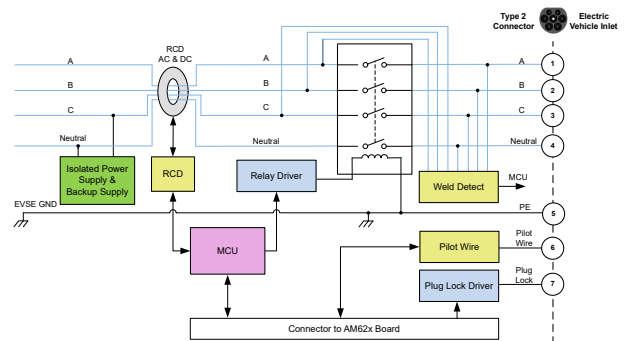 Type 2
Connector
Electric
Vehicle Inlet
RCD
AC & DC
A
A
A
1
B
B
B
2
C
C
C
3
Neutral
Neutral
Neutral
4
Isolated Power
Supply &
Backup Supply
RCD
Relay Driver
Weld Detect
MCU
EVSE GND
PE
5
MCU
Pilot Wire
Pilot
Wire
6
Plug Lock Driver
Plug
Lock
7
Connector to AM62x Board